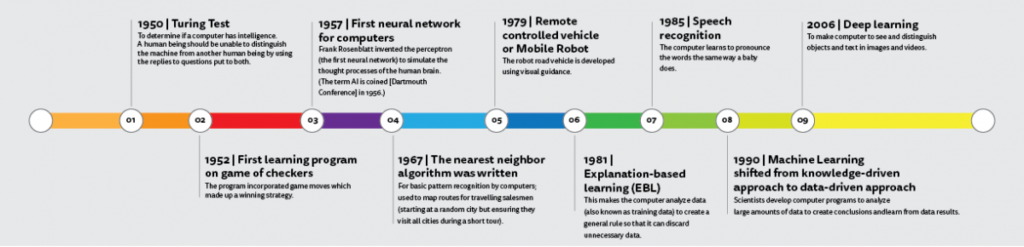 1950 | Turing Test
To determine if a computer has intelligence.
A human being should be unable to distinguish
the machine from another human being by using
the replies to questions put to both.
1957 | First neural network
for computers
Frank Rosenblatt invented the perceptron
(the first neural network) to simulate the
thought processes of the human brain.
(The term AI is coined [Dartmouth
Conference] in 1956.)
1979 | Remote
controlled vehicle
or Mobile Robot
The robot road vehicle is developed
using visual guidance.
1985 | Speech
recognition
The computer learns to pronounce
the words the same way a baby
does.
2006 | Deep learning
To make computer to see and distinguish
objects and text in images and videos.
01
02
03
04
05
06
07
08
09
1952 | First learning program
on game of checkers
The program incorporated game moves which
made up a winning strategy.
1967 | The nearest neighbor
algorithm was written
For basic pattern recognition by computers;
used to map routes for travelling salesmen
(starting at a random city but ensuring they
visit all cities during a short tour).
1981 |
Explanation-based
learning (EBL)
This makes the computer analyze data
(also known as training data) to create a
general rule so that it can discard
unnecessary data.
1990 | Machine Learning
shifted from knowledge-driven
approach to data-driven approach
Scientists develop computer programs to analyze
large amounts of data to create conclusions andlearn from data results.